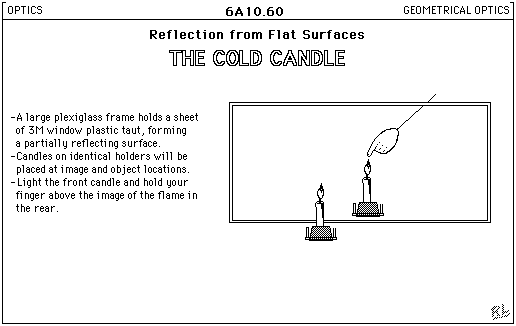 OPTICS
6A10.60
GEOMETRICAL OPTICS
Reflection from Flat Surfaces
THE COLD CANDLE
-A large plexiglass frame holds a sheet
of 3M window plastic taut, forming
a partially reflecting surface.
-Candles on identical holders will be
placed at image and object locations.
-Light the front candle and hold your
finger above the image of the flame in
the rear.